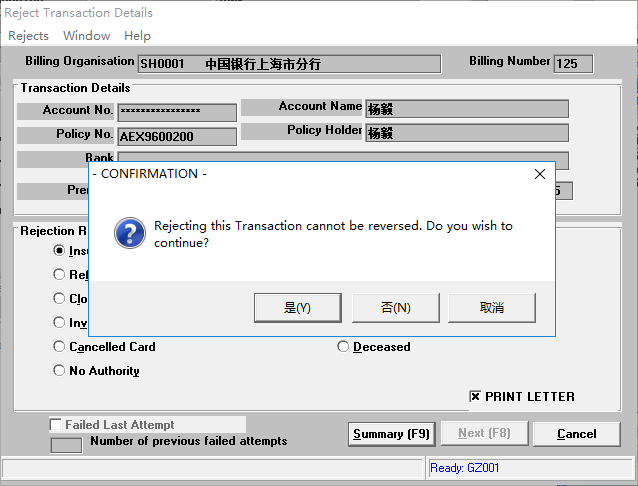 Reject Transaction Details
Rejects Window Help
Billing Organisation SH0001 中国银行上海市分行 Billing Number 125
Transaction Details
Account No. **************** Account Name 杨毅
Policy No. AEX9600200 Policy Holder 杨毅
Bank
- CONFIRMATION -
Rejecting this Transaction cannot be reversed. Do you wish to
continue?
是(Y) 否(N) 取消
Rejection R
Cancelled Card Deceased
No Authority
PRINT LETTER
Failed Last Attempt
Number of previous failed attempts
Summary (F9) Next (F8) Cancel
Ready: GZ001